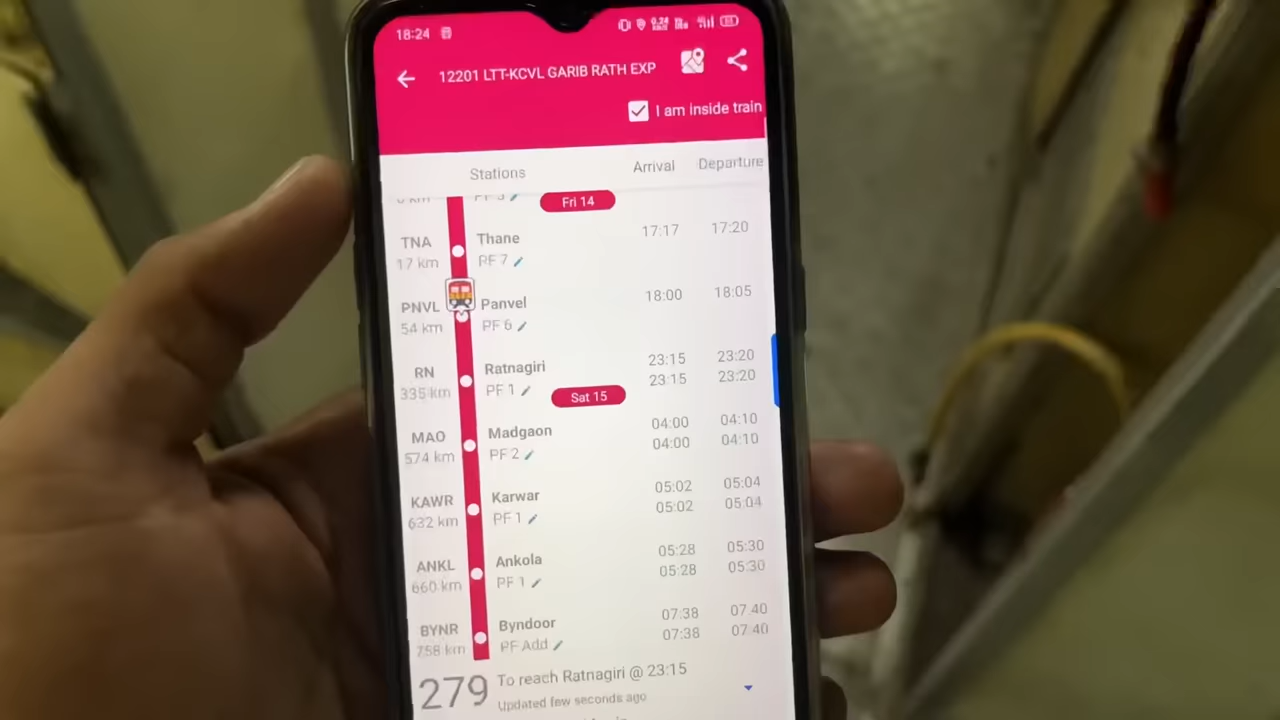 18:24
12201 LTT-KCVL GARIB RATH EXP
I am inside train
Stations Arrival Departure
Fri 14
TNA Thane 17:17 17:20
17 km PF 7
PNVL Panvel 18:00 18:05
54 km PF 6
RN Ratnagiri 23:15 23:20
335 km PF 1 23:15 23:20
Sat 15
MAO Madgaon 04:00 04:10
574 km PF 2 04:00 04:10
KAWR Karwar 05:02 05:04
632 km PF 1 05:02 05:04
ANKL Ankola 05:28 05:30
660 km PF 1 05:28 05:30
BYNR Byndoor 07:38 07:40
758 km PF Add 07:38 07:40
279 To reach Ratnagiri @ 23:15
Updated few seconds ago